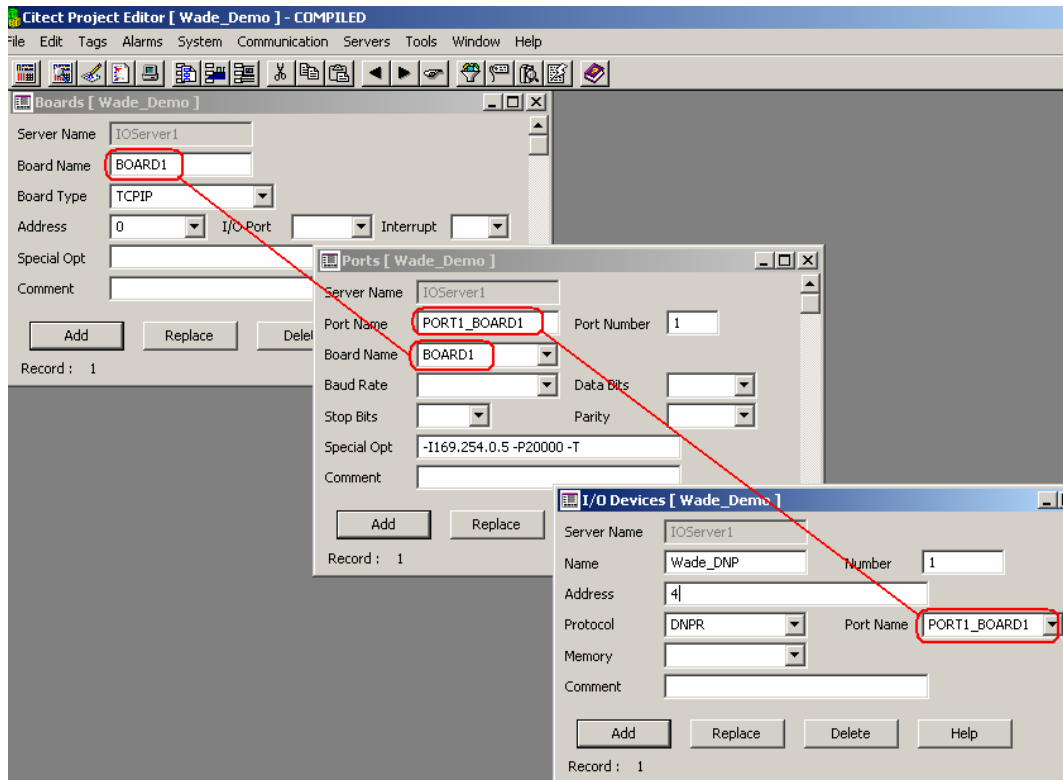 Citect Project Editor [ Wade_Demo ] - COMPILED
File Edit Tags Alarms System Communication Servers Tools Window Help
Boards [ Wade_Demo ]
Server Name IOServer1
Board Name BOARD1
Board Type TCPIP
Address 0 I/O Port Interrupt
Special Opt
Comment
Add Replace Delet
Record : 1
Ports [ Wade_Demo ]
Server Name IOServer1
Port Name PORT1_BOARD1 Port Number 1
Board Name BOARD1
Baud Rate Data Bits
Stop Bits Parity
Special Opt -I169.254.0.5 -P20000 -T
Comment
Add Replace
Record : 1
I/O Devices [ Wade_Demo ]
Server Name IOServer1
Name Wade_DNP Number 1
Address 4
Protocol DNPR Port Name PORT1_BOARD1
Memory
Comment
Add Replace Delete Help
Record : 1